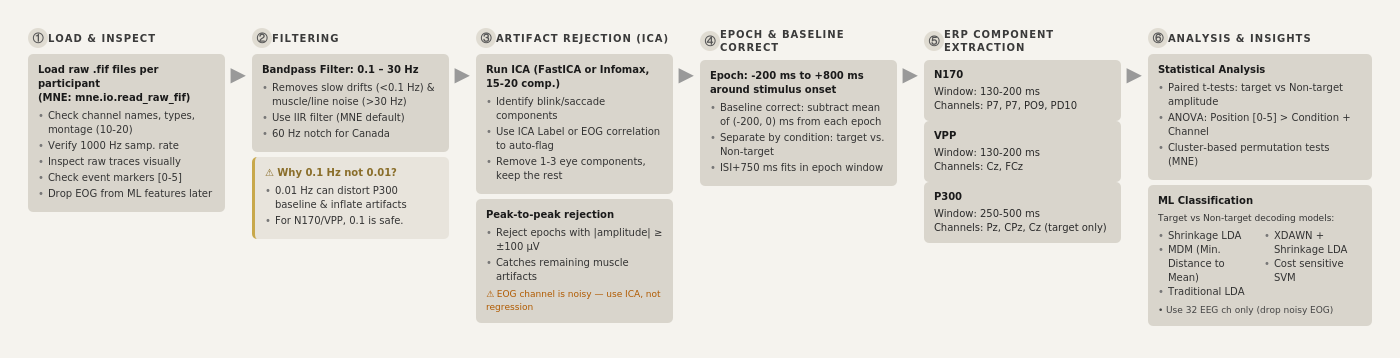 ① LOAD & INSPECT
Load raw .fif files per
participant
(MNE: mne.io.read_raw_fif)
• Check channel names, types,
montage (10-20)
• Verify 1000 Hz samp. rate
• Inspect raw traces visually
• Check event markers [0-5]
• Drop EOG from ML features later
② FILTERING
Bandpass Filter: 0.1 – 30 Hz
• Removes slow drifts (<0.1 Hz) &
muscle/line noise (>30 Hz)
• Use IIR filter (MNE default)
• 60 Hz notch for Canada
⚠ Why 0.1 Hz not 0.01?
• 0.01 Hz can distort P300
baseline & inflate artifacts
• For N170/VPP, 0.1 is safe.
③ ARTIFACT REJECTION (ICA)
Run ICA (FastICA or Infomax,
15-20 comp.)
• Identify blink/saccade
components
• Use ICA Label or EOG correlation
to auto-flag
• Remove 1-3 eye components,
keep the rest
Peak-to-peak rejection
• Reject epochs with |amplitude| ≥
±100 μV
• Catches remaining muscle
artifacts
⚠ EOG channel is noisy — use ICA, not
regression
④ EPOCH & BASELINE
CORRECT
Epoch: -200 ms to +800 ms
around stimulus onset
• Baseline correct: subtract mean
of (-200, 0) ms from each epoch
• Separate by condition: target vs.
Non-target
• ISI+750 ms fits in epoch window
⑤ ERP COMPONENT
EXTRACTION
N170
Window: 130-200 ms
Channels: P7, P7, PO9, PD10
VPP
Window: 130-200 ms
Channels: Cz, FCz
P300
Window: 250-500 ms
Channels: Pz, CPz, Cz (target only)
⑥ ANALYSIS & INSIGHTS
Statistical Analysis
• Paired t-tests: target vs Non-target
amplitude
• ANOVA: Position [0-5] > Condition +
Channel
• Cluster-based permutation tests
(MNE)
ML Classification
Target vs Non-target decoding models:
• Shrinkage LDA
• MDM (Min.
Distance to
Mean)
• Traditional LDA
• XDAWN +
Shrinkage LDA
• Cost sensitive
SVM
• Use 32 EEG ch only (drop noisy EOG)